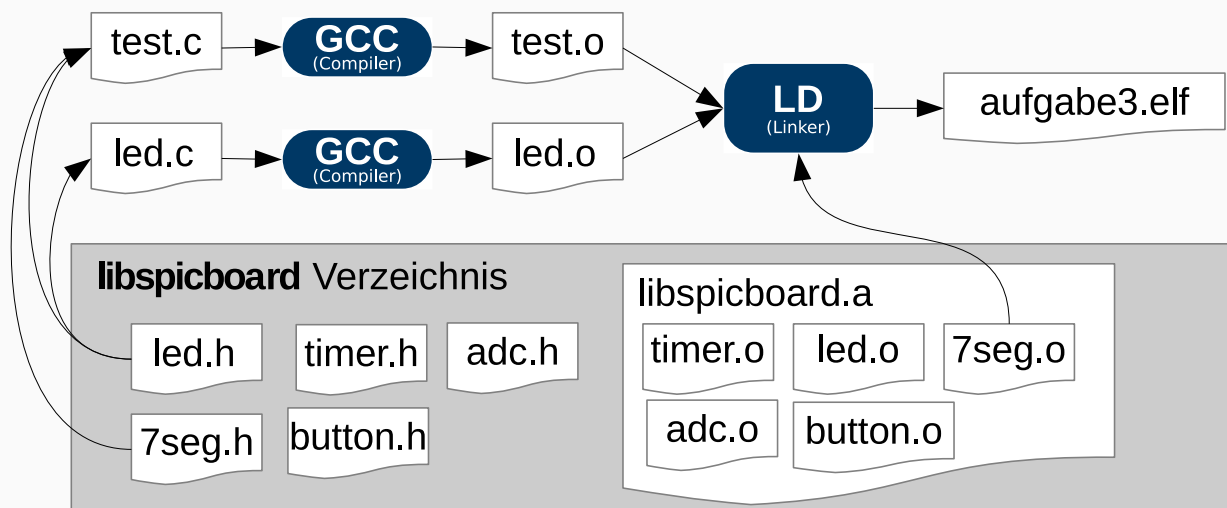 test.c
GCC
(Compiler)
test.o
LD
(Linker)
aufgabe3.elf
led.c
GCC
(Compiler)
led.o
libspicboard Verzeichnis
libspicboard.a
led.h
timer.h
adc.h
timer.o
led.o
7seg.o
7seg.h
button.h
adc.o
button.o